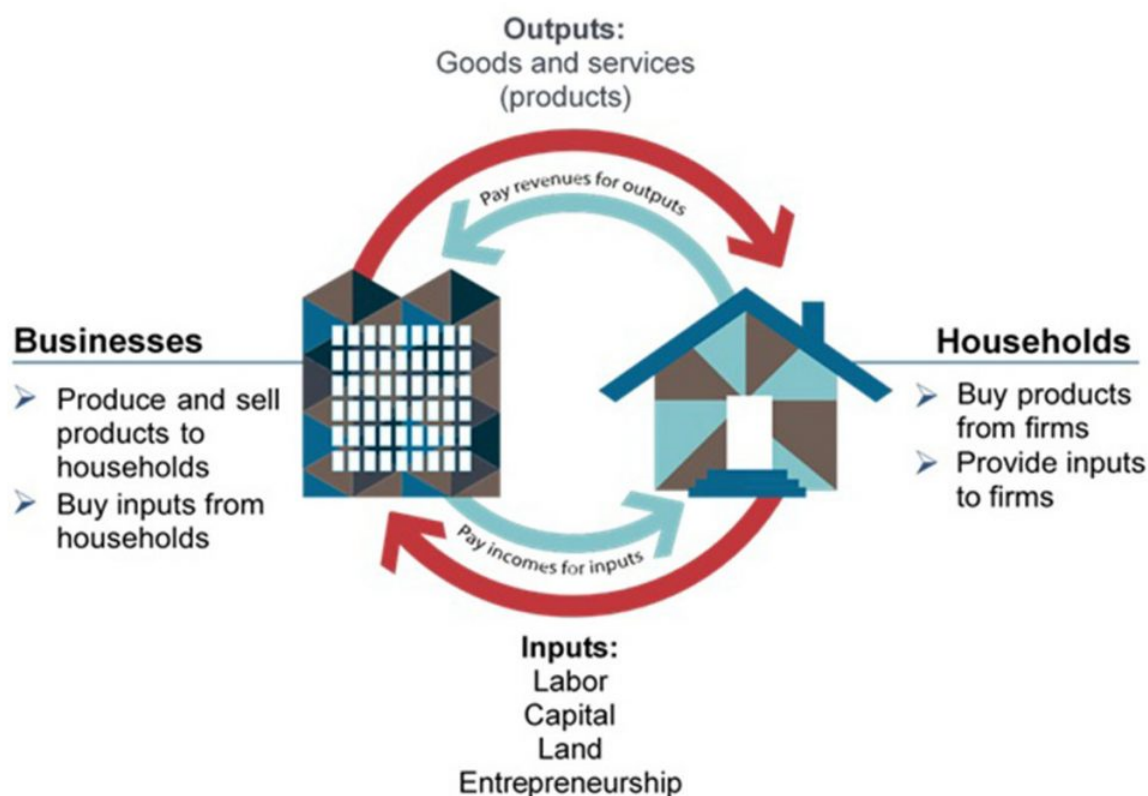 Outputs:
Goods and services
(products)
Pay revenues for outputs
Businesses
Produce and sell
products to
households
Buy inputs from
households
Households
Buy products
from firms
Provide inputs
to firms
Pay incomes for inputs
Inputs:
Labor
Capital
Land
Entrepreneurship